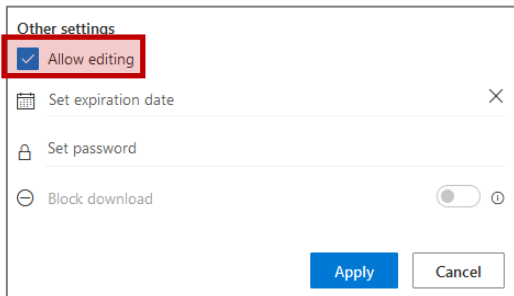 Other settings
Allow editing
Set expiration date
Set password
Block download
Apply Cancel